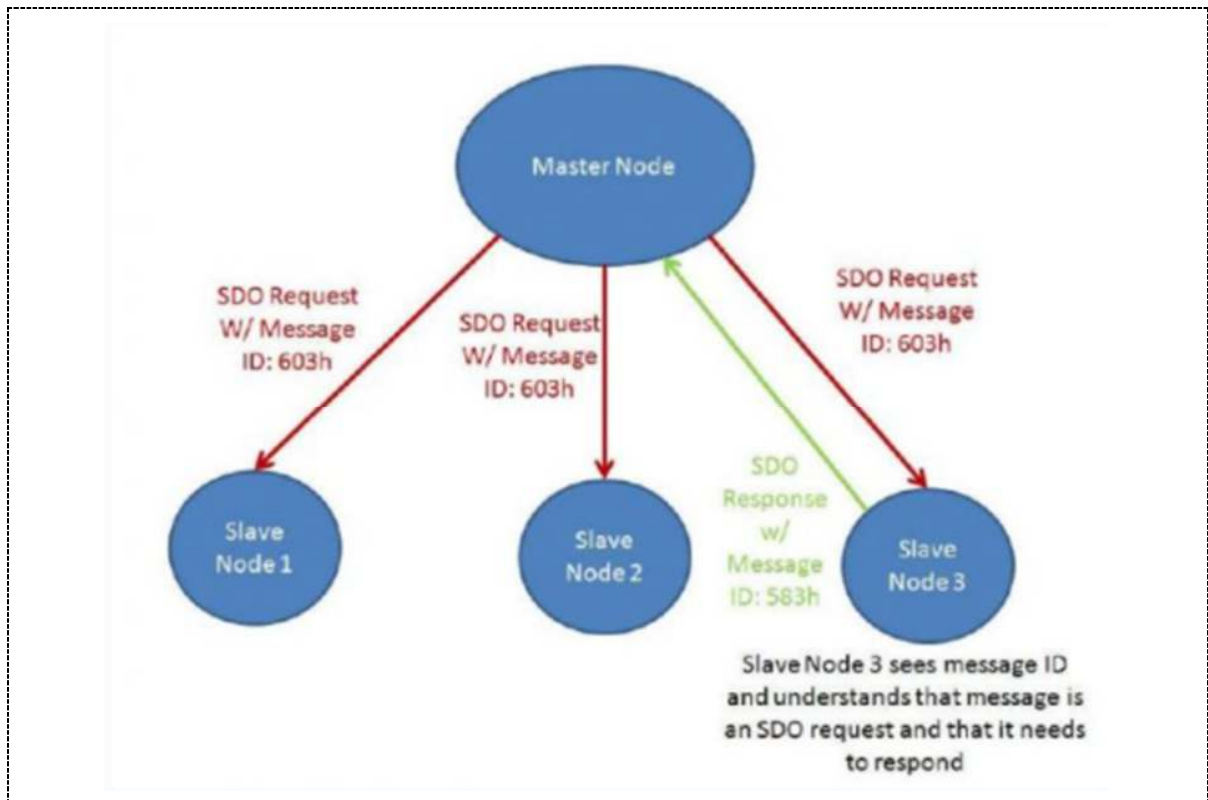 Master Node
SDO Request
W/ Message
ID: 603h
SDO Request
W/ Message
ID: 603h
SDO Request
W/ Message
ID: 603h
SDO
Response
w/
Message
ID: 583h
Slave
Node 1
Slave
Node 2
Slave
Node 3
Slave Node 3 sees message ID
and understands that message is
an SDO request and that it needs
to respond